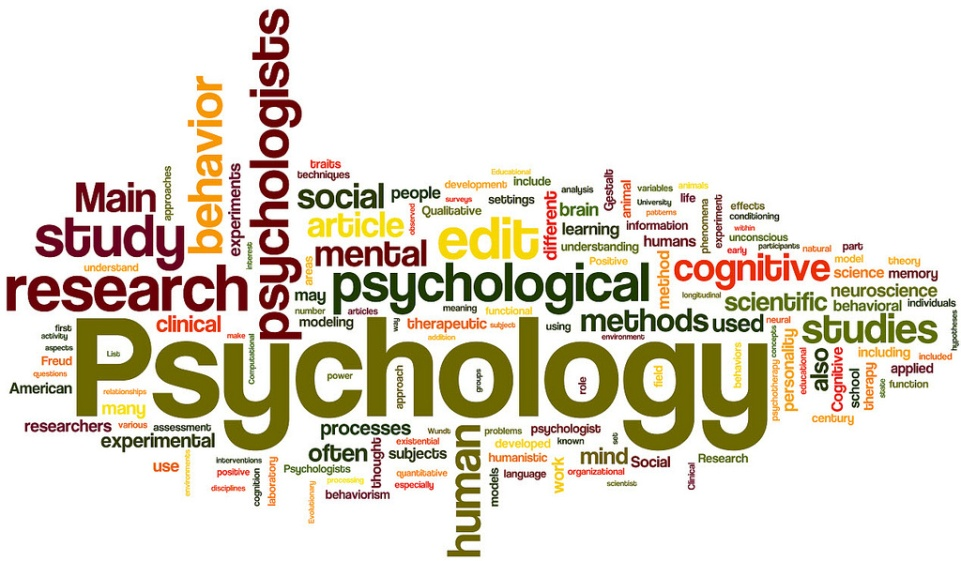 psychologists
behavior
traits
techniques
Main
approaches
experiments
social
people
Educational
development
include
surveys
settings
analysis
Gestalt
animal
variables
animals
University
life
patterns
study
article
observed
Qualitative
different
brain
learning
information
phenomena
experiment
effects
conditioning
within
unconscious
understand
interest
areas
mental
edit
understanding
humans
early
participants
natural
part
research
may
psychological
Positive
method
cognitive
model
theory
science
memory
neuroscience
number
articles
meaning
functional
longitudinal
scientific
behavioral
individuals
first
activity
clinical
make
modeling
way
therapeutic
subject
using
methods
used
neural
studies
hypotheses
aspects
List
Computational
addition
environment
Psychology
Freud
questions
American
relationships
power
approach
groups
role
field
behaviors
concepts
psychotherapy
personality
educational
also
Cognitive
school
including
included
therapy
applied
state
function
century
many
researchers
various
assessment
experimental
processes
Wundt
human
problems
psychologist
known
set
often
thought
existential
subjects
humanistic
developed
mind
Social
Research
use
environments
interventions
positive
cognition
laboratory
Psychologists
processing
quantitative
especially
models
language
work
organizational
scientist
Clinical
disciplines
Evolutionary
behaviorism